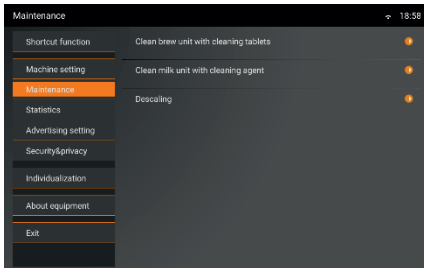 Maintenance
18:58
Shortcut function
Machine setting
Maintenance
Statistics
Advertising setting
Security&privacy
Individualization
About equipment
Exit
Clean brew unit with cleaning tablets
Clean milk unit with cleaning agent
Descaling